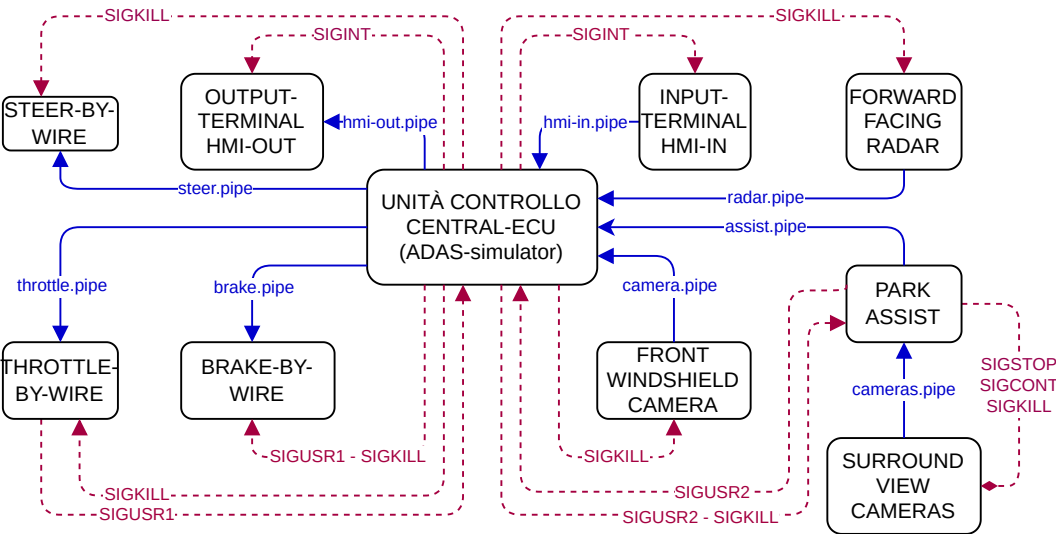 SIGKILL
SIGKILL
SIGINT
SIGINT
STEER-BY-
WIRE
OUTPUT-
TERMINAL
HMI-OUT
hmi-out.pipe
hmi-in.pipe
INPUT-
TERMINAL
HMI-IN
FORWARD
FACING
RADAR
steer.pipe
UNITÀ CONTROLLO
CENTRAL-ECU
(ADAS-simulator)
radar.pipe
assist.pipe
throttle.pipe
brake.pipe
camera.pipe
PARK
ASSIST
THROTTLE-
BY-WIRE
BRAKE-BY-
WIRE
FRONT
WINDSHIELD
CAMERA
cameras.pipe
SIGSTOP
SIGCONT
SIGKILL
SIGUSR1 - SIGKILL
SIGKILL
SURROUND
VIEW
CAMERAS
SIGKILL
SIGUSR1
SIGUSR2
SIGUSR2 - SIGKILL